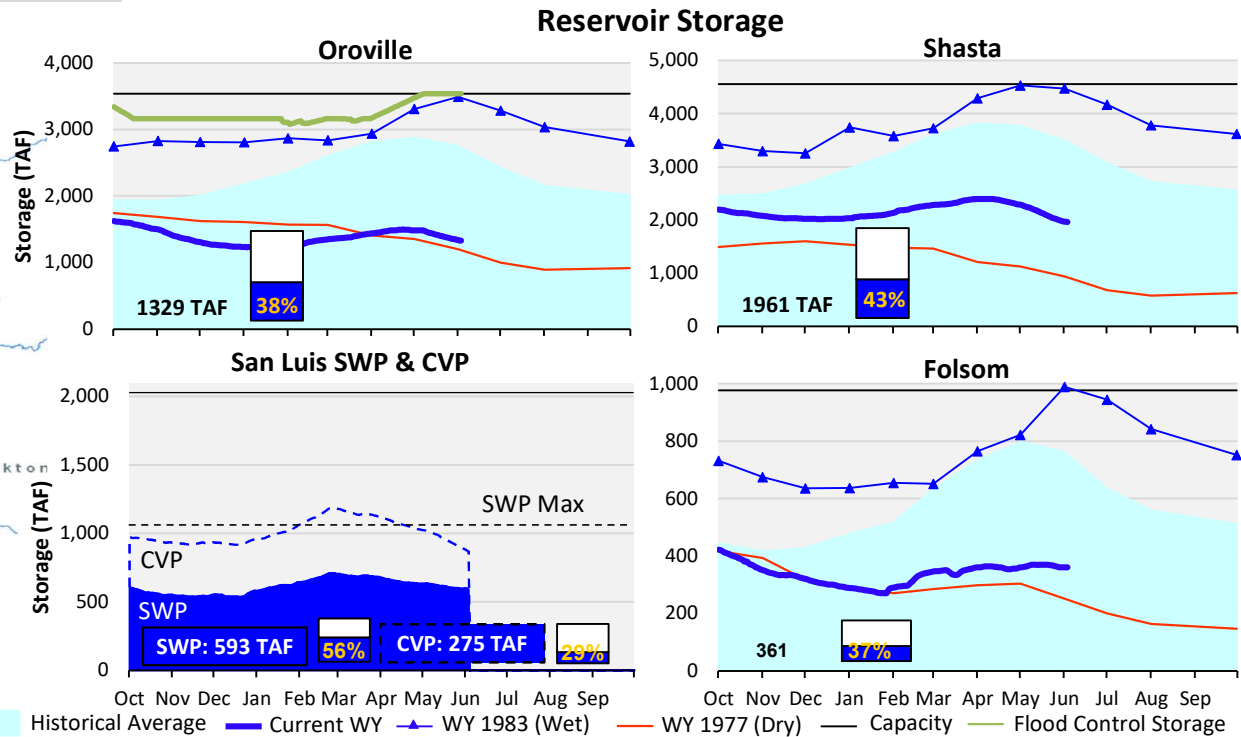 Reservoir Storage
Oroville
Storage (TAF)
4,000
3,000
2,000
1,000
0
1329 TAF
38%
Shasta
5,000
4,000
3,000
2,000
1,000
0
1961 TAF
43%
kton
San Luis SWP & CVP
Storage (TAF)
2,000
1,500
1,000
500
0
SWP Max
CVP
SWP
SWP: 593 TAF
56%
CVP: 275 TAF
29%
Oct Nov Dec Jan Feb Mar Apr May Jun Jul Aug Sep
Folsom
1,000
800
600
400
200
0
361
37%
Oct Nov Dec Jan Feb Mar Apr May Jun Jul Aug Sep
Historical Average Current WY WY 1983 (Wet) WY 1977 (Dry) Capacity Flood Control Storage